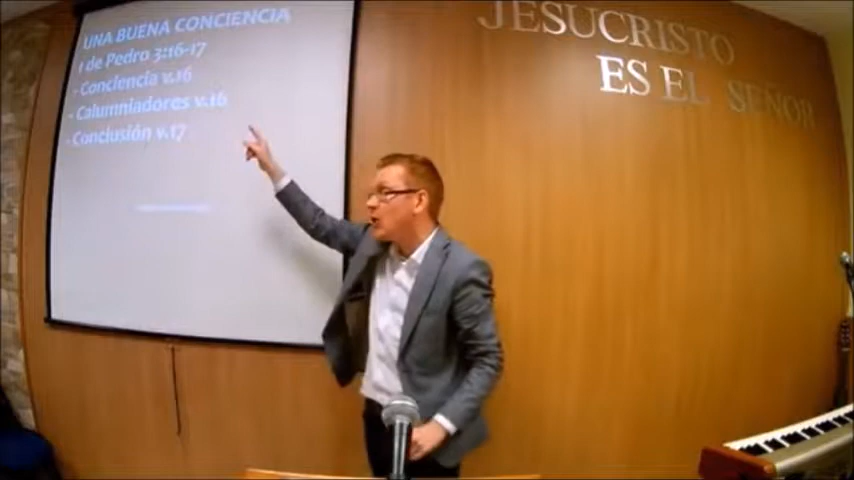 UNA BUENA CONCIENCIA
1 de Pedro 3:16-17
- Conciencia v.16
- Calumniadores vv.16
- Conclusión v.17
JESUCRISTO
ES EL SEÑOR